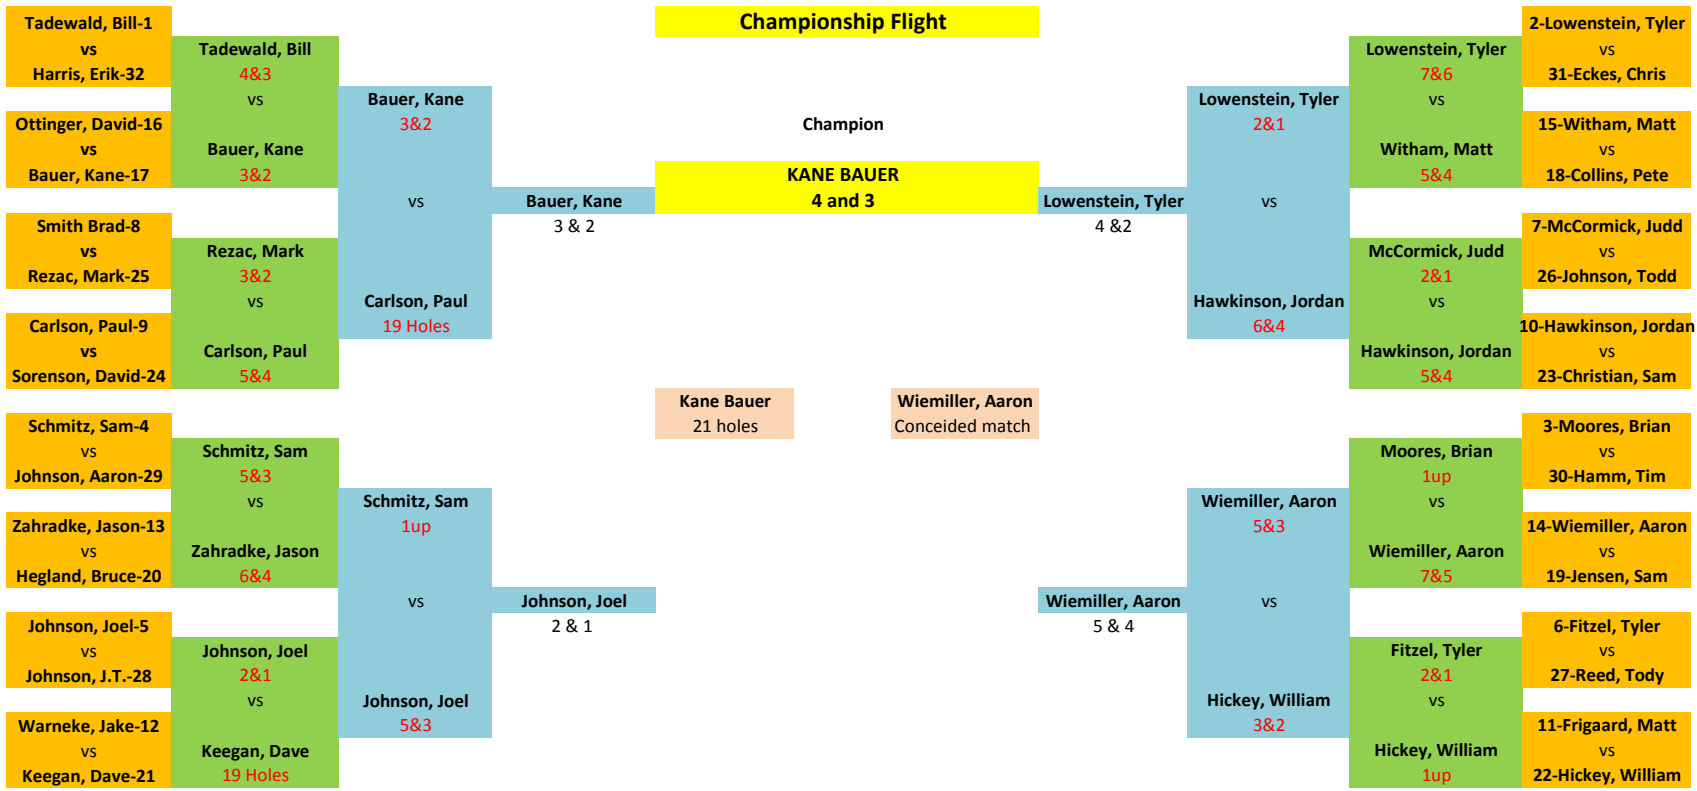 Championship Flight
Tadewald, Bill-1
vs
Harris, Erik-32
Ottinger, David-16
vs
Bauer, Kane-17
Smith Brad-8
vs
Rezac, Mark-25
Carlson, Paul-9
vs
Sorenson, David-24
Schmitz, Sam-4
vs
Johnson, Aaron-29
Zahradke, Jason-13
vs
Hegland, Bruce-20
Johnson, Joel-5
vs
Johnson, J.T.-28
Warneke, Jake-12
vs
Keegan, Dave-21
Tadewald, Bill
4&3
vs
Bauer, Kane
3&2
Rezac, Mark
3&2
vs
Carlson, Paul
5&4
Schmitz, Sam
5&3
vs
Zahradke, Jason
6&4
Johnson, Joel
2&1
vs
Keegan, Dave
19 Holes
Bauer, Kane
3&2
vs
Carlson, Paul
19 Holes
Schmitz, Sam
1up
vs
Johnson, Joel
5&3
Bauer, Kane
3 & 2
Johnson, Joel
2 & 1
Champion
KANE BAUER
4 and 3
Kane Bauer
21 holes
Wiemiller, Aaron
Conceided match
Lowenstein, Tyler
4 &2
Wiemiller, Aaron
5 & 4
Lowenstein, Tyler
2&1
vs
Hawkinson, Jordan
6&4
Wiemiller, Aaron
5&3
vs
Hickey, William
3&2
Lowenstein, Tyler
7&6
vs
Witham, Matt
5&4
McCormick, Judd
2&1
vs
Hawkinson, Jordan
5&4
Moores, Brian
1up
vs
Wiemiller, Aaron
7&5
Fitzel, Tyler
2&1
vs
Hickey, William
1up
2-Lowenstein, Tyler
vs
31-Eckes, Chris
15-Witham, Matt
vs
18-Collins, Pete
7-McCormick, Judd
vs
26-Johnson, Todd
10-Hawkinson, Jordan
vs
23-Christian, Sam
3-Moores, Brian
vs
30-Hamm, Tim
14-Wiemiller, Aaron
vs
19-Jensen, Sam
6-Fitzel, Tyler
vs
27-Reed, Tody
11-Frigaard, Matt
vs
22-Hickey, William